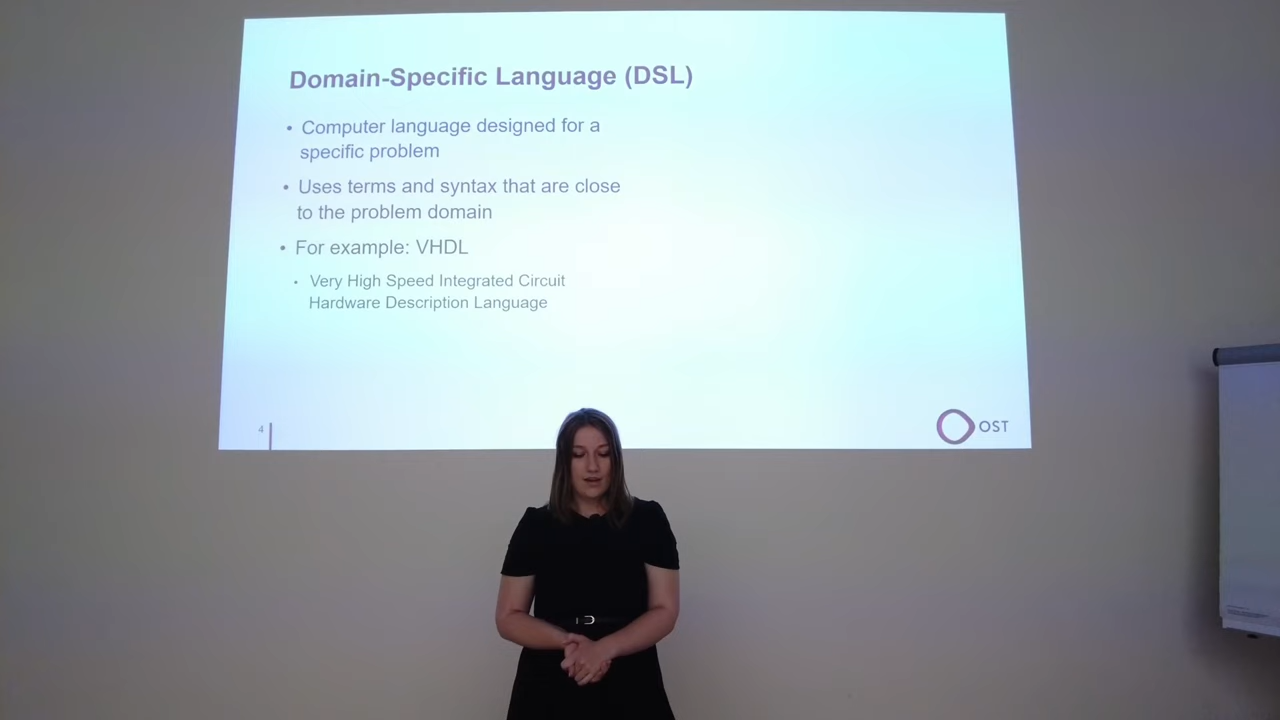 Domain-Specific Language (DSL)
• Computer language designed for a
specific problem
• Uses terms and syntax that are close
to the problem domain
• For example: VHDL
• Very High Speed Integrated Circuit
Hardware Description Language
4
OST